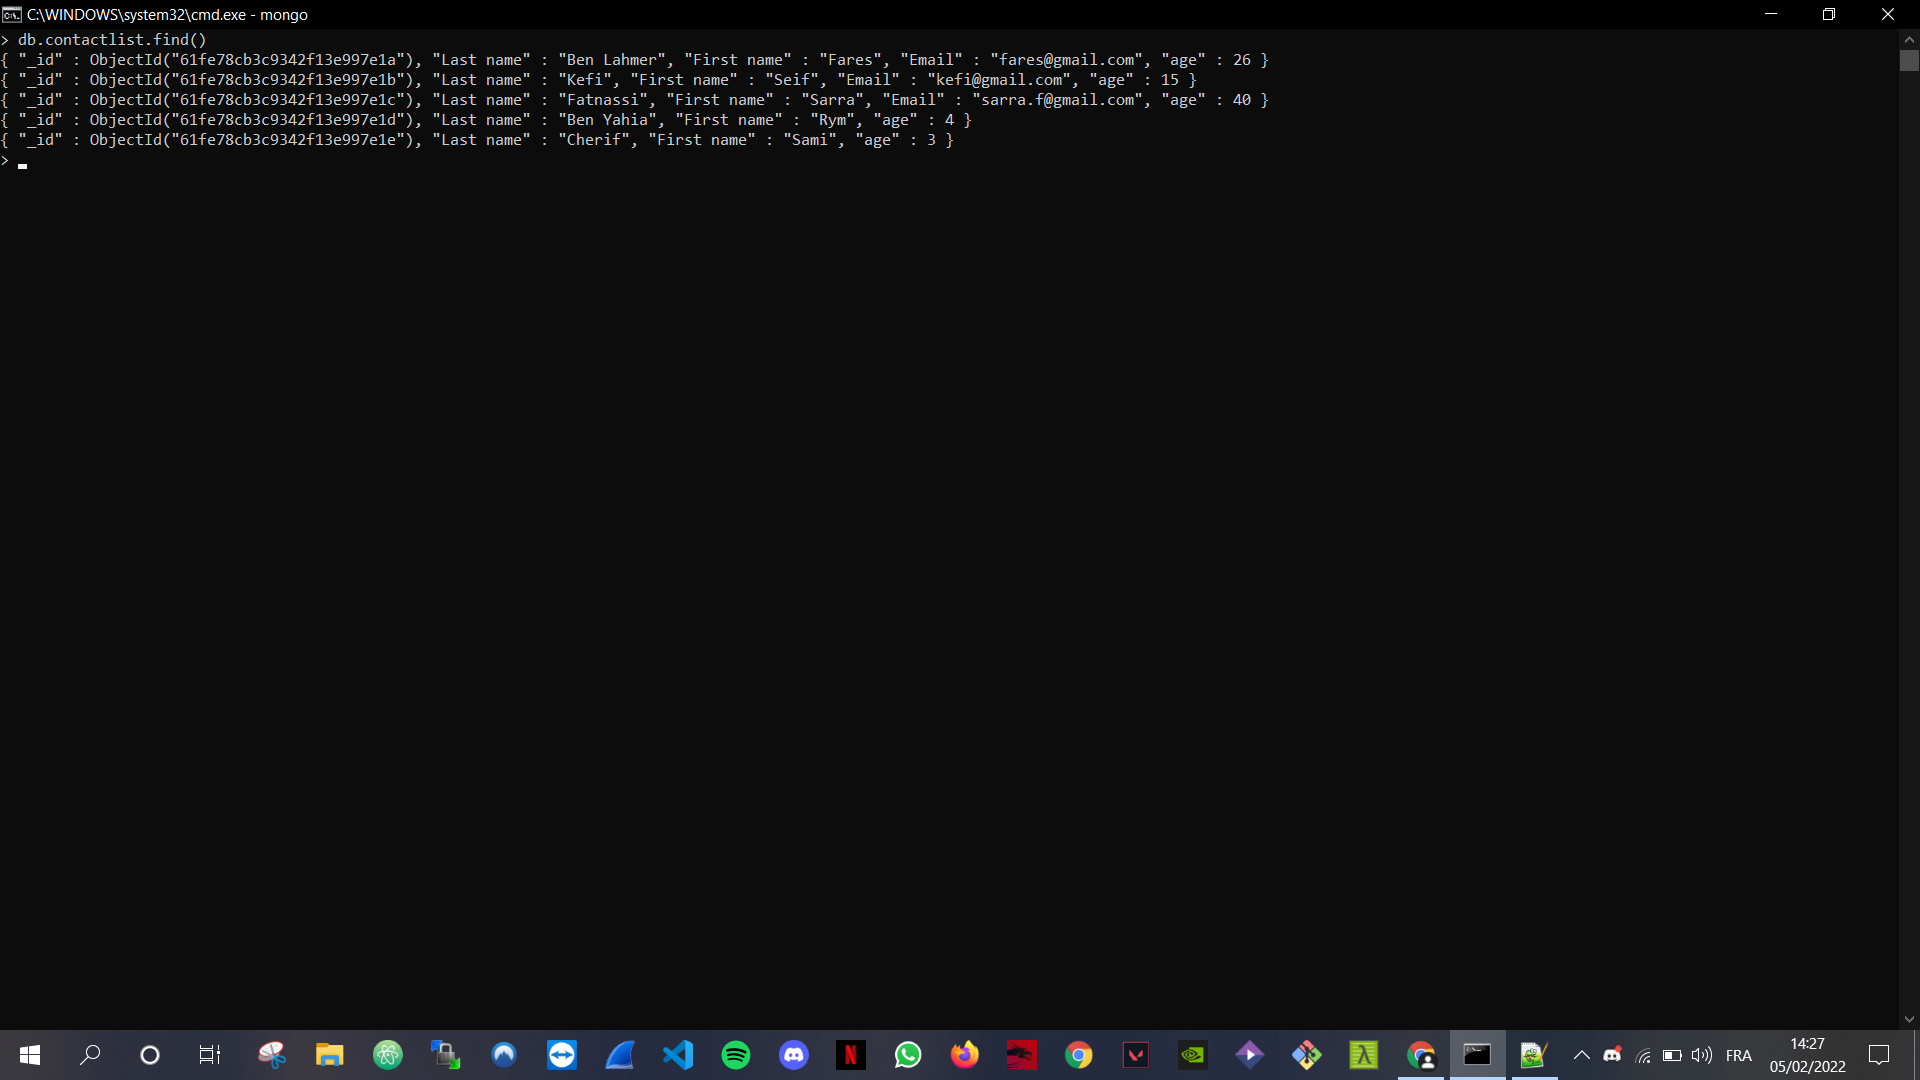 C:\WINDOWS\system32\cmd.exe - mongo
> db.contactlist.find()
{ "_id" : ObjectId("61fe78cb3c9342f13e997e1a"), "Last name" : "Ben Lahmer", "First name" : "Fares", "Email" : "fares@gmail.com", "age" : 26 }
{ "_id" : ObjectId("61fe78cb3c9342f13e997e1b"), "Last name" : "Kefi", "First name" : "Seif", "Email" : "kefi@gmail.com", "age" : 15 }
{ "_id" : ObjectId("61fe78cb3c9342f13e997e1c"), "Last name" : "Fatnassi", "First name" : "Sarra", "Email" : "sarra.f@gmail.com", "age" : 40 }
{ "_id" : ObjectId("61fe78cb3c9342f13e997e1d"), "Last name" : "Ben Yahia", "First name" : "Rym", "age" : 4 }
{ "_id" : ObjectId("61fe78cb3c9342f13e997e1e"), "Last name" : "Cherif", "First name" : "Sami", "age" : 3 }
>
FRA
14:27
05/02/2022